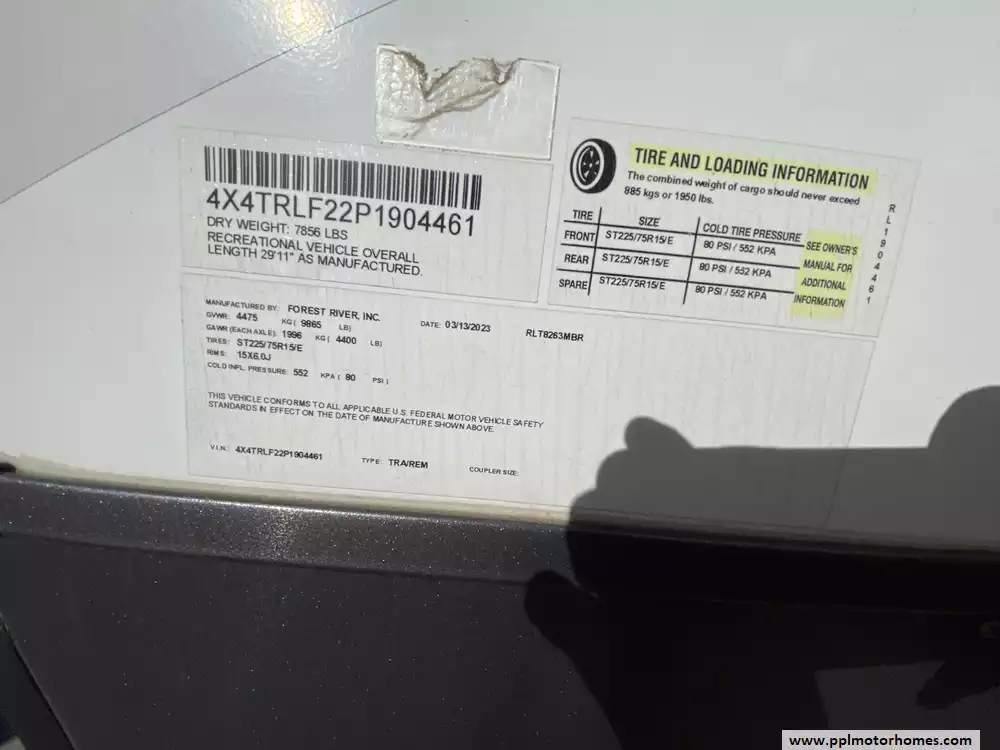 4X4TRLF22P1904461
DRY WEIGHT: 7856 LBS
RECREATIONAL VEHICLE OVERALL
LENGTH 29'11" AS MANUFACTURED.
TIRE AND LOADING INFORMATION
The combined weight of cargo should never exceed
885 kgs or 1950 lbs.
TIRE SIZE COLD TIRE PRESSURE
FRONT ST225/75R15/E 80 PSI / 552 KPA
REAR ST225/75R15/E 80 PSI / 552 KPA
SPARE ST225/75R15/E 80 PSI / 552 KPA
SEE OWNER'S
MANUAL FOR
ADDITIONAL
INFORMATION
RL1904461
MANUFACTURED BY: FOREST RIVER, INC.
GVWR: 4475 KG ( 9865 LB) DATE: 03/13/2023 RLT8263MBR
GAWR (EACH AXLE): 1996 KG ( 4400 LB)
TIRES: ST225/75R15/E
RIMS: 15X6.0J
COLD INFL. PRESSURE: 552 KPA ( 80 PSI )
THIS VEHICLE CONFORMS TO ALL APPLICABLE U.S. FEDERAL MOTOR VEHICLE SAFETY
STANDARDS IN EFFECT ON THE DATE OF MANUFACTURE SHOWN ABOVE.
V.I.N.: 4X4TRLF22P1904461 TYPE: TRA/REM COUPLER SIZE:
www.pplmotorhomes.com